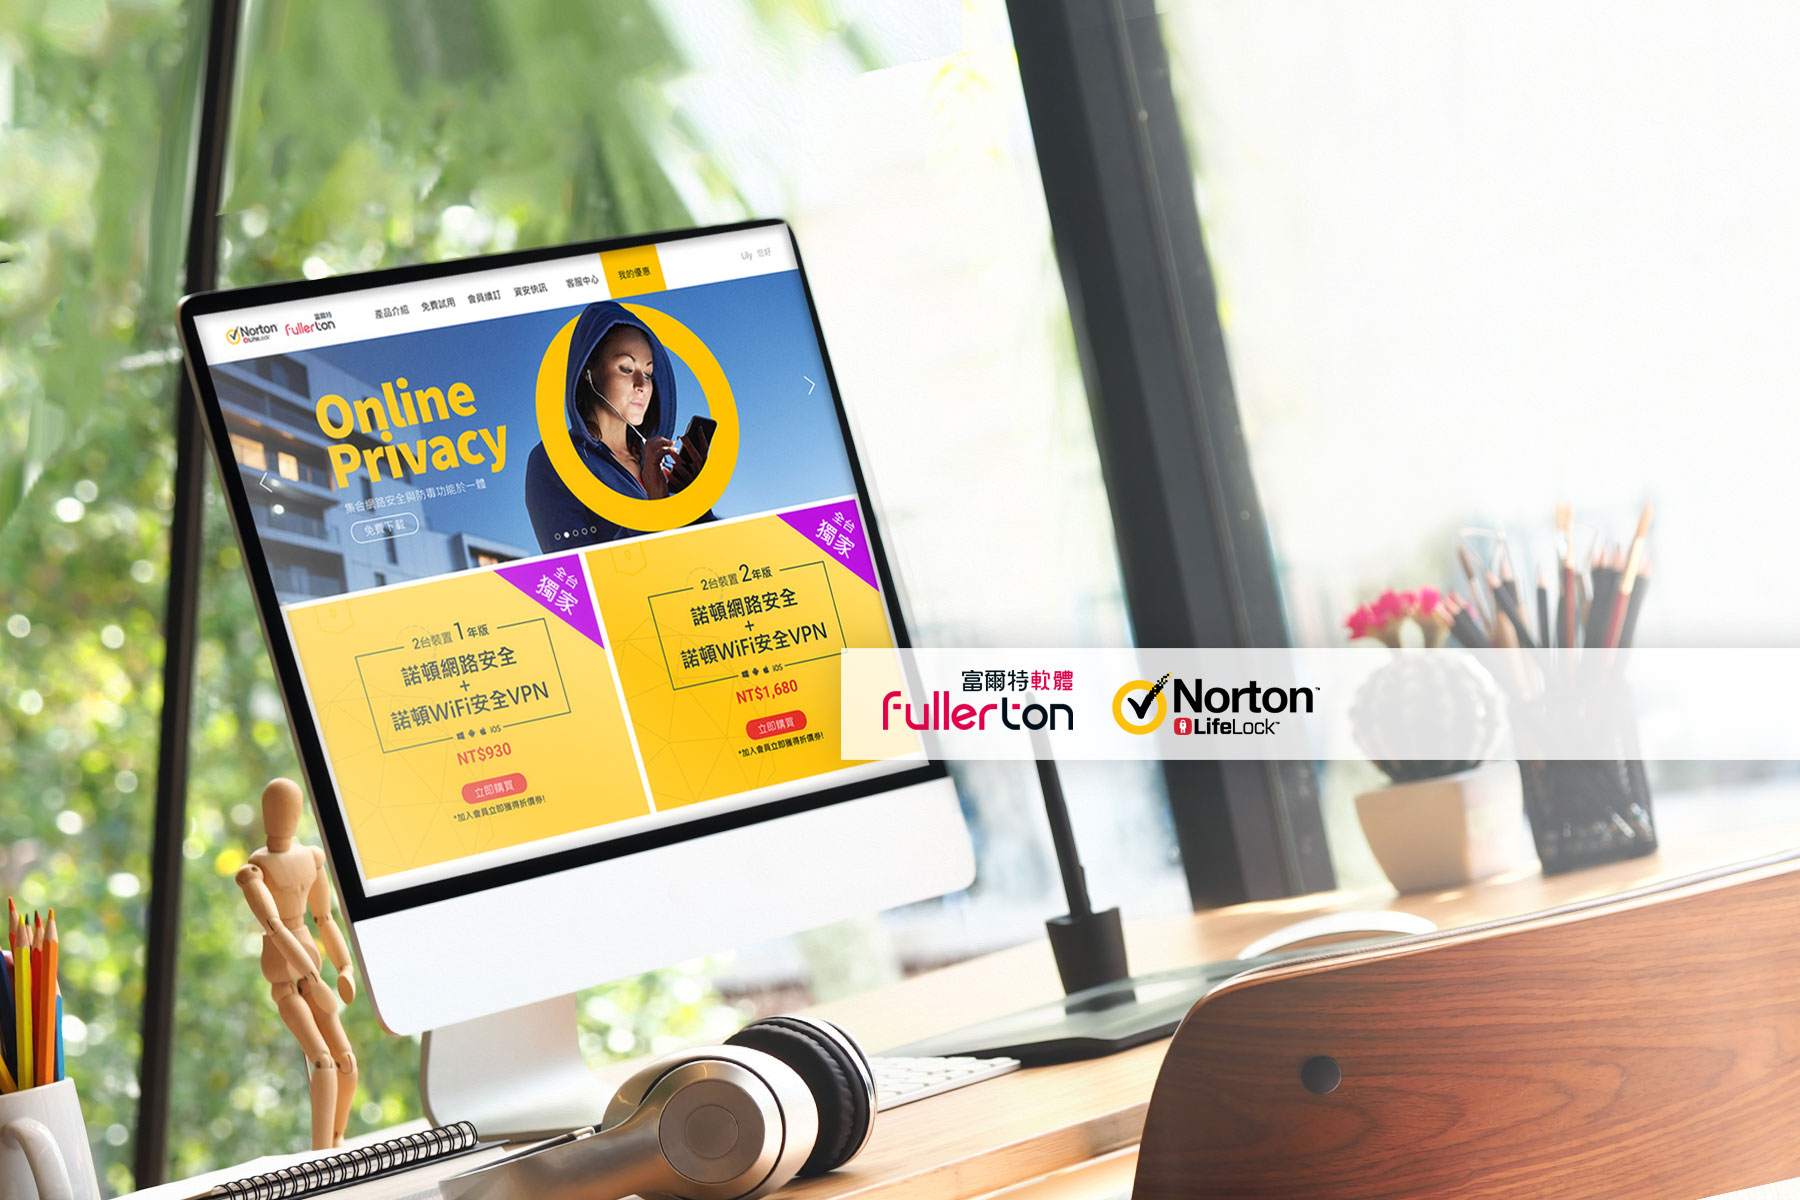 Norton
LifeLock
富爾特
fullerton
產品介紹
免費試用
會員續訂
資安快訊
客服中心
我的優惠
Lily 您好
Online
Privacy
集合網路安全與防毒功能於一體
免費下載
全台
獨家
2台裝置 1年版
諾頓網路安全
+
諾頓WiFi安全VPN
iOS
NT$930
立即購買
*加入會員立即獲得折價券!
全台
獨家
2台裝置 2年版
諾頓網路安全
+
諾頓WiFi安全VPN
iOS
NT$1,680
立即購買
*加入會員立即獲得折價券!
富爾特軟體
fullerton
Norton™
LifeLock™